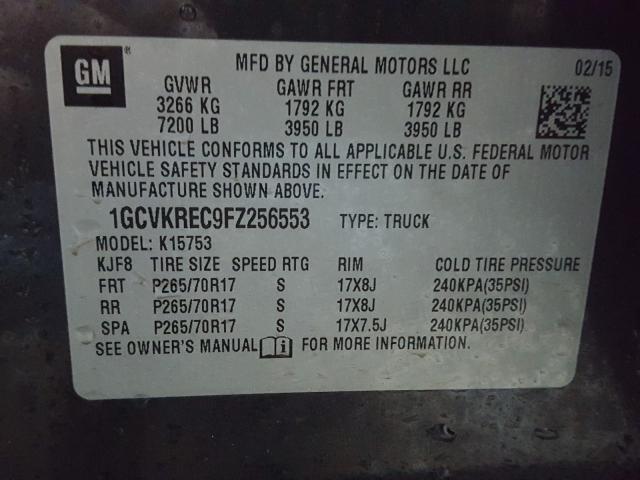 GM ®
MFD BY GENERAL MOTORS LLC 02/15
GVWR GAWR FRT GAWR RR
3266 KG 1792 KG 1792 KG
7200 LB 3950 LB 3950 LB
THIS VEHICLE CONFORMS TO ALL APPLICABLE U.S. FEDERAL MOTOR
VEHICLE SAFETY STANDARDS IN EFFECT ON THE DATE OF
MANUFACTURE SHOWN ABOVE.
1GCVKREC9FZ256553 TYPE: TRUCK
MODEL: K15753
KJF8 TIRE SIZE SPEED RTG RIM COLD TIRE PRESSURE
FRT P265/70R17 S 17X8J 240KPA(35PSI)
RR P265/70R17 S 17X8J 240KPA(35PSI)
SPA P265/70R17 S 17X7.5J 240KPA(35PSI)
SEE OWNER'S MANUAL i FOR MORE INFORMATION.